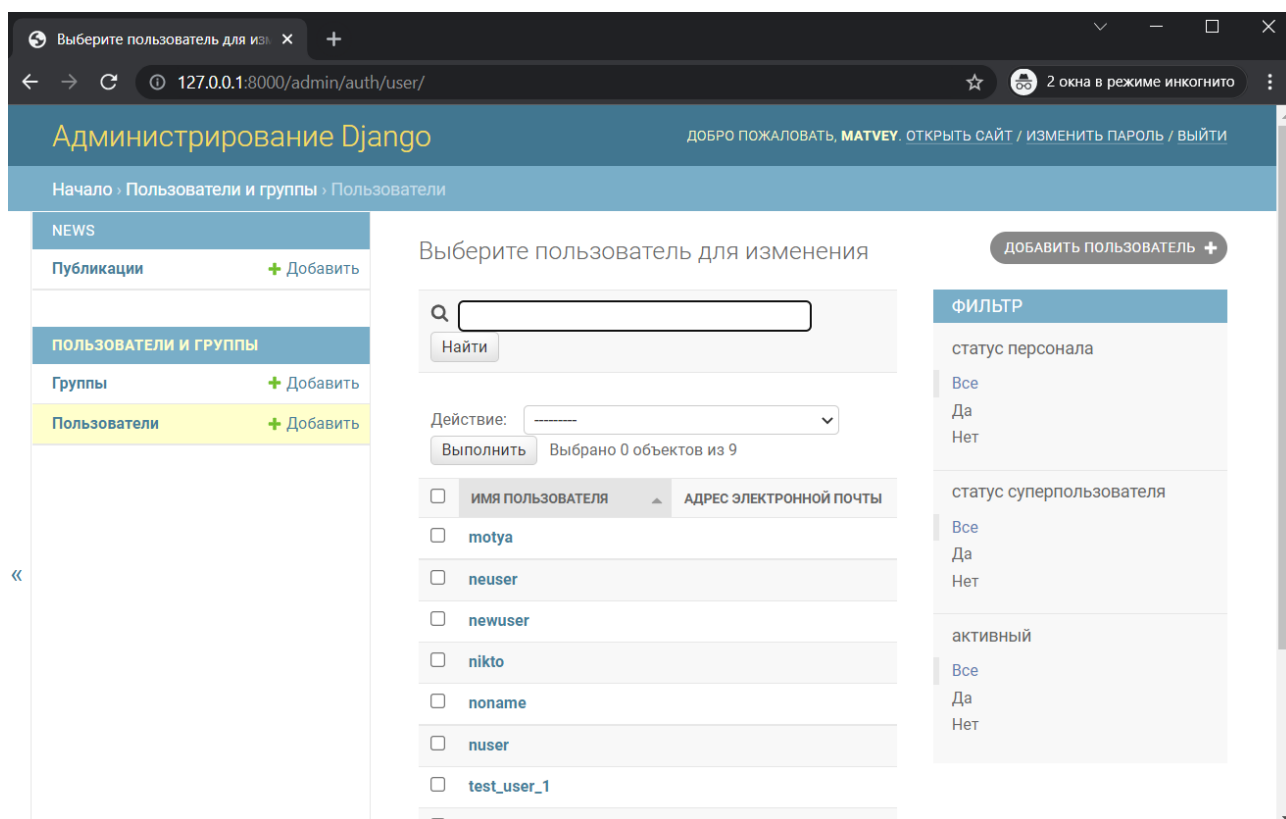 Выберите пользователь для изм
127.0.0.1:8000/admin/auth/user/
2 окна в режиме инкогнито
Администрирование Django
ДОБРО ПОЖАЛОВАТЬ, MATVEY. ОТКРЫТЬ САЙТ / ИЗМЕНИТЬ ПАРОЛЬ / ВЫЙТИ
Начало › Пользователи и группы › Пользователи
NEWS
Публикации + Добавить
ПОЛЬЗОВАТЕЛИ И ГРУППЫ
Группы + Добавить
Пользователи + Добавить
«
Выберите пользователь для изменения
ДОБАВИТЬ ПОЛЬЗОВАТЕЛЬ +
Найти
Действие: ---------
Выполнить Выбрано 0 объектов из 9
ИМЯ ПОЛЬЗОВАТЕЛЯ АДРЕС ЭЛЕКТРОННОЙ ПОЧТЫ
motya
neuser
newuser
nikto
noname
nuser
test_user_1
ФИЛЬТР
статус персонала
Все
Да
Нет
статус суперпользователя
Все
Да
Нет
активный
Все
Да
Нет